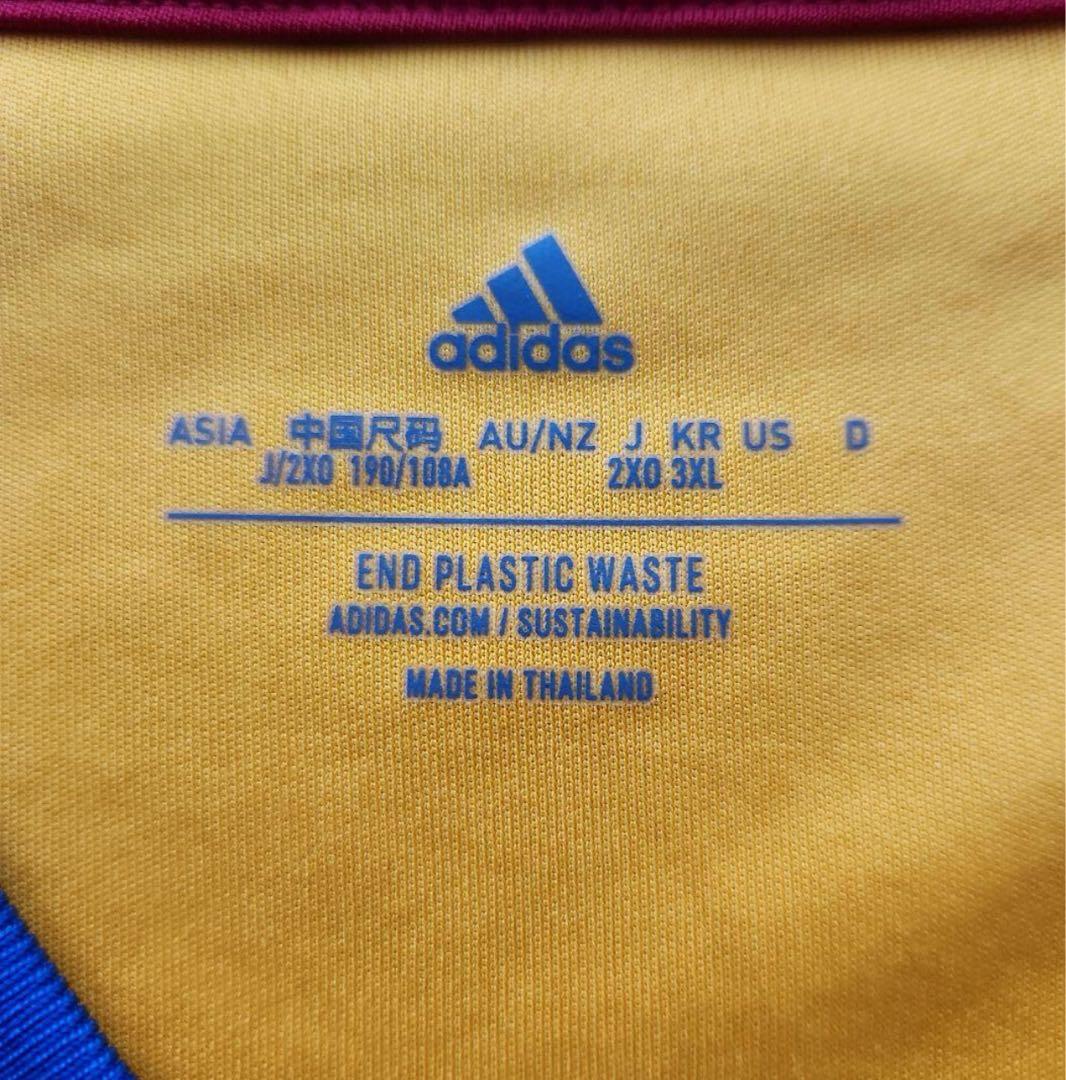 adidas
ASIA 中国尺码 AU/NZ J KR US D
J/2XO 190/108A 2XO 3XL
END PLASTIC WASTE
ADIDAS.COM / SUSTAINABILITY
MADE IN THAILAND